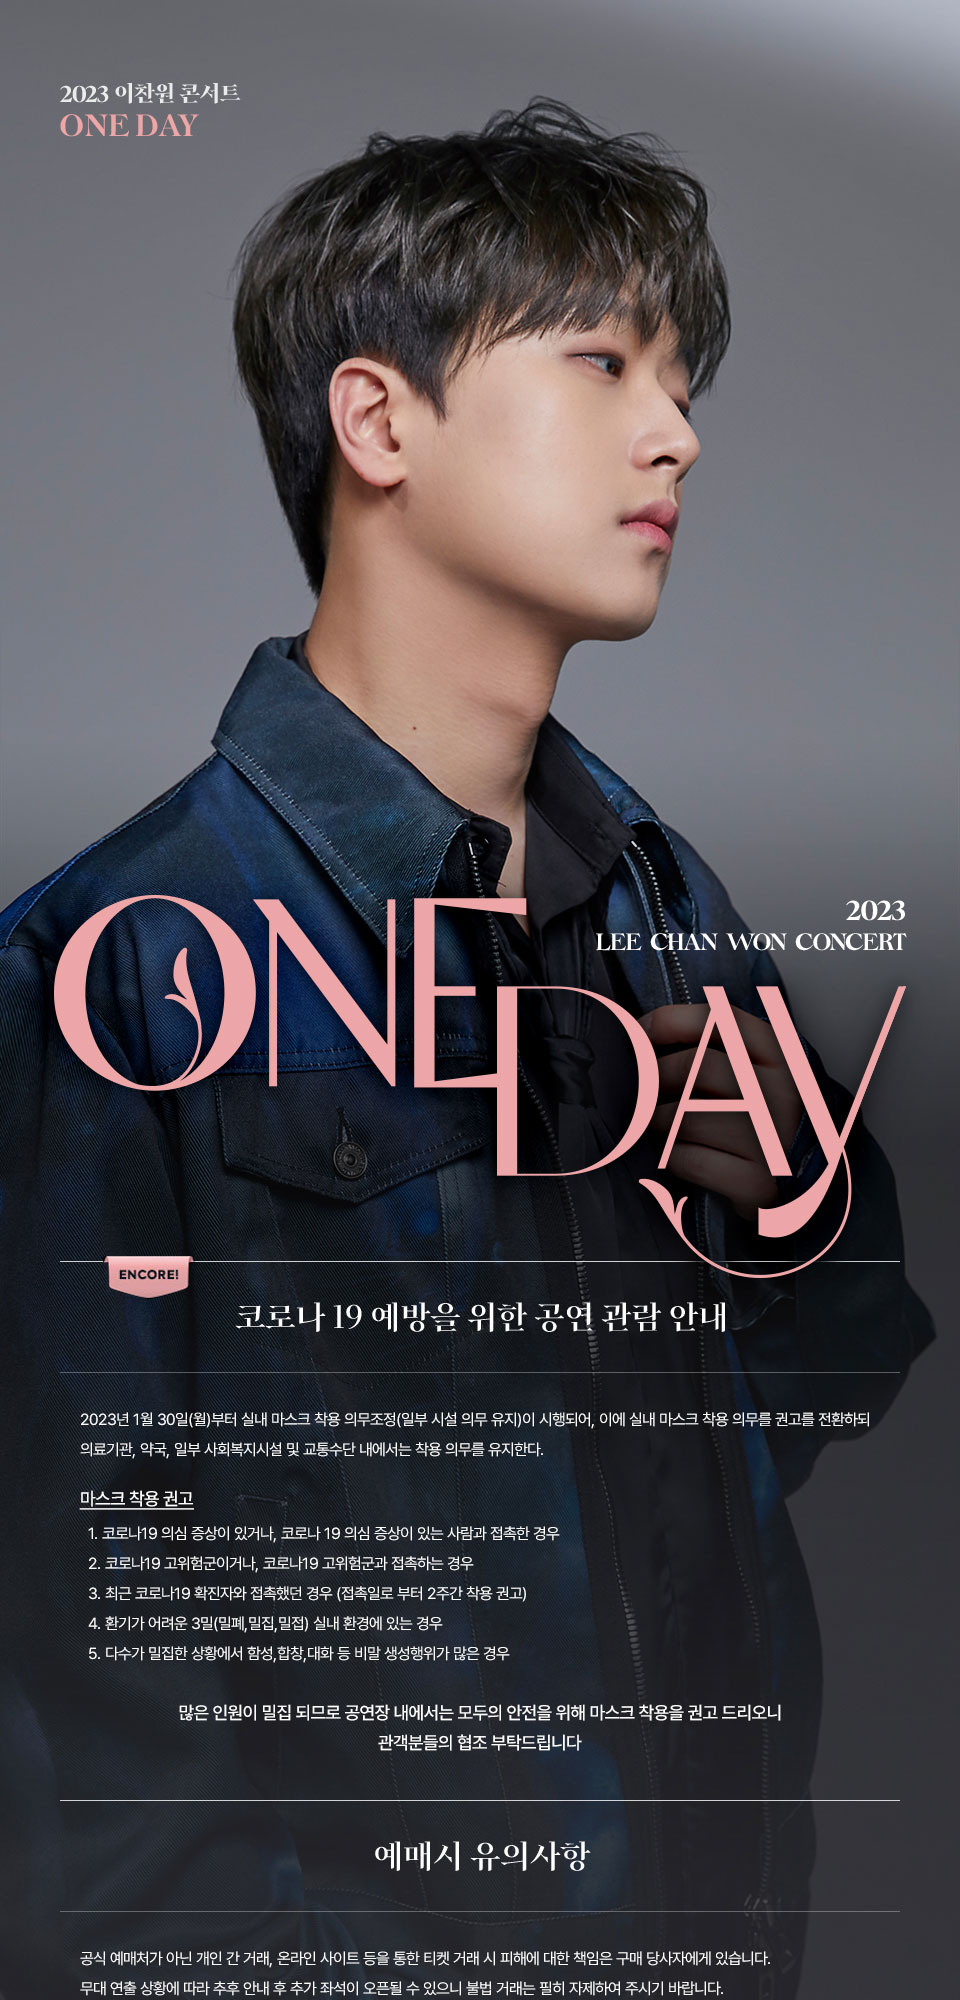 2023 이찬원 콘서트
ONE DAY
ONE DAY
2023
LEE CHAN WON CONCERT
ENCORE!
코로나 19 예방을 위한 공연 관람 안내
2023년 1월 30일(월)부터 실내 마스크 착용 의무조정(일부 시설 의무 유지)이 시행되어, 이에 실내 마스크 착용 의무를 권고를 전환하되
의료기관, 약국, 일부 사회복지시설 및 교통수단 내에서는 착용 의무를 유지한다.
마스크 착용 권고
1. 코로나19 의심 증상이 있거나, 코로나 19 의심 증상이 있는 사람과 접촉한 경우
2. 코로나19 고위험군이거나, 코로나19 고위험군과 접촉하는 경우
3. 최근 코로나19 확진자와 접촉했던 경우 (접촉일로 부터 2주간 착용 권고)
4. 환기가 어려운 3밀(밀폐,밀집,밀접) 실내 환경에 있는 경우
5. 다수가 밀집한 상황에서 함성,합창,대화 등 비말 생성행위가 많은 경우
많은 인원이 밀집 되므로 공연장 내에서는 모두의 안전을 위해 마스크 착용을 권고 드리오니
관객분들의 협조 부탁드립니다
예매시 유의사항
공식 예매처가 아닌 개인 간 거래, 온라인 사이트 등을 통한 티켓 거래 시 피해에 대한 책임은 구매 당사자에게 있습니다.
무대 연출 상황에 따라 추후 안내 후 추가 좌석이 오픈될 수 있으니 불법 거래는 필히 자제하여 주시기 바랍니다.